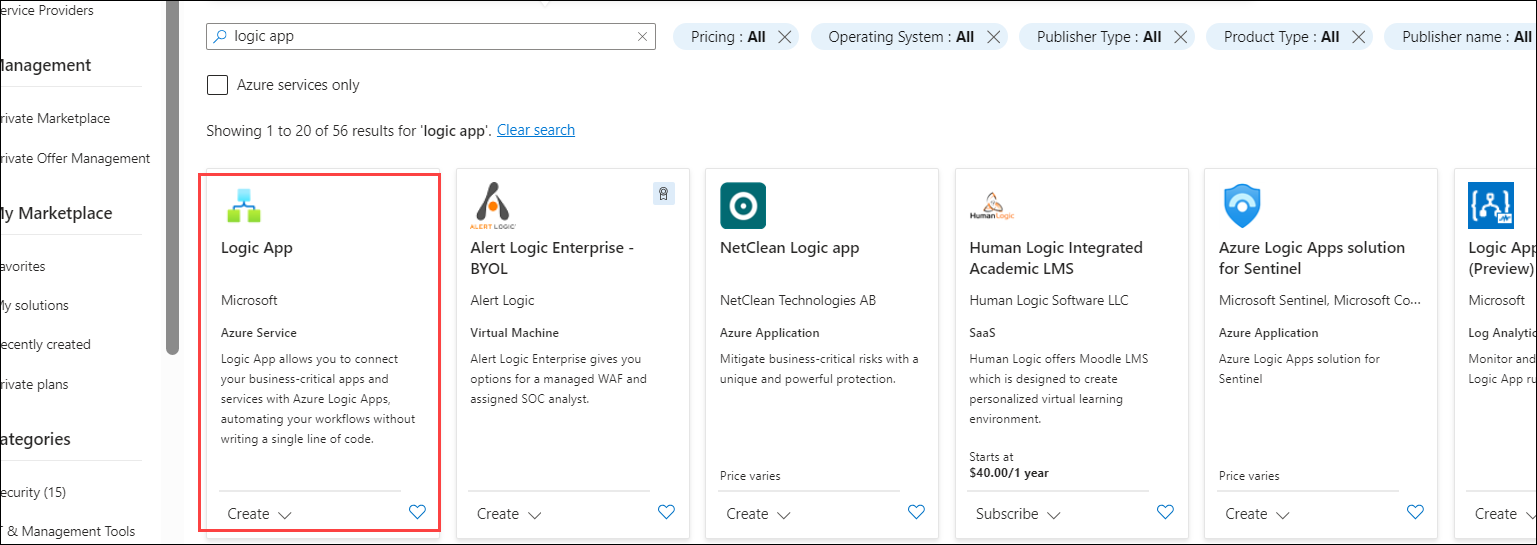 ervice Providers
anagement
rivate Marketplace
rivate Offer Management
y Marketplace
avorites
y solutions
ecently created
rivate plans
ategories
ecurity (15)
T & Management Tools
logic app
Pricing : All
Operating System : All
Publisher Type : All
Product Type : All
Publisher name : All
Azure services only
Showing 1 to 20 of 56 results for 'logic app'. Clear search
Logic App
Microsoft
Azure Service
Logic App allows you to connect
your business-critical apps and
services with Azure Logic Apps,
automating your workflows without
writing a single line of code.
Create
ALERT LOGIC
Alert Logic Enterprise -
BYOL
Alert Logic
Virtual Machine
Alert Logic Enterprise gives you
options for a managed WAF and
assigned SOC analyst.
Create
NetClean Logic app
NetClean Technologies AB
Azure Application
Mitigate business-critical risks with a
unique and powerful protection.
Price varies
Create
HumanLogic
Human Logic Integrated
Academic LMS
Human Logic Software LLC
SaaS
Human Logic offers Moodle LMS
which is designed to create
personalized virtual learning
environment.
Starts at
$40.00/1 year
Subscribe
Azure Logic Apps solution
for Sentinel
Microsoft Sentinel, Microsoft Co...
Azure Application
Azure Logic Apps solution for
Sentinel
Price varies
Create
Logic App
(Preview)
Microsoft
Log Analytic
Monitor and
Logic App ru
Create